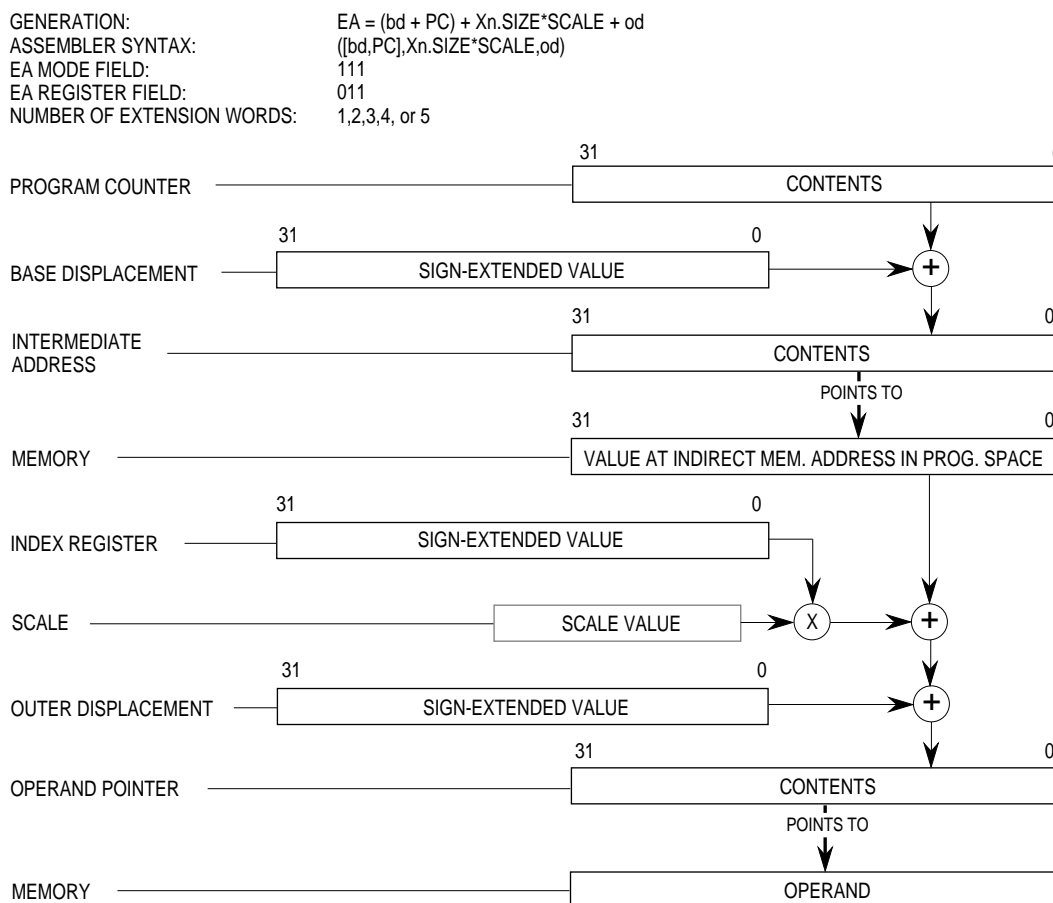 GENERATION: EA = (bd + PC) + Xn.SIZE*SCALE + od
ASSEMBLER SYNTAX: ([bd,PC],Xn.SIZE*SCALE,od)
EA MODE FIELD: 111
EA REGISTER FIELD: 011
NUMBER OF EXTENSION WORDS: 1,2,3,4, or 5
31
PROGRAM COUNTER CONTENTS
31 0
BASE DISPLACEMENT SIGN-EXTENDED VALUE +
31 0
INTERMEDIATE
ADDRESS
CONTENTS
POINTS TO
31 0
MEMORY VALUE AT INDIRECT MEM. ADDRESS IN PROG. SPACE
31 0
INDEX REGISTER SIGN-EXTENDED VALUE
SCALE SCALE VALUE X +
31 0
OUTER DISPLACEMENT SIGN-EXTENDED VALUE +
31 0
OPERAND POINTER CONTENTS
POINTS TO
MEMORY OPERAND